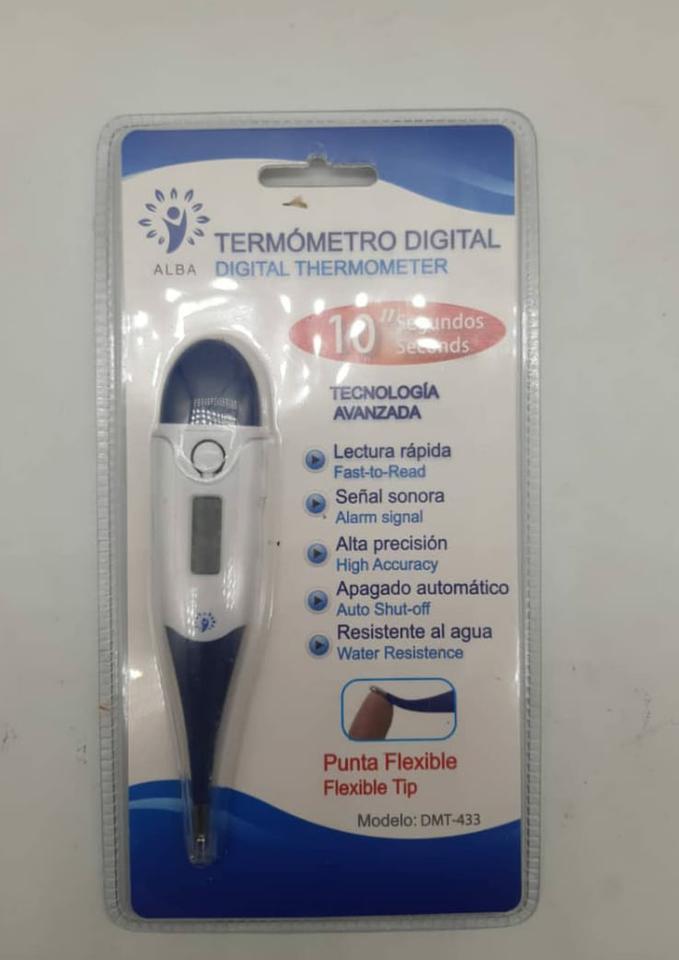 ALBA
TERMÓMETRO DIGITAL
DIGITAL THERMOMETER
10" Segundos
Seconds
TECNOLOGÍA
AVANZADA
Lectura rápida
Fast-to-Read
Señal sonora
Alarm signal
Alta precisión
High Accuracy
Apagado automático
Auto Shut-off
Resistente al agua
Water Resistence
Punta Flexible
Flexible Tip
Modelo: DMT-433